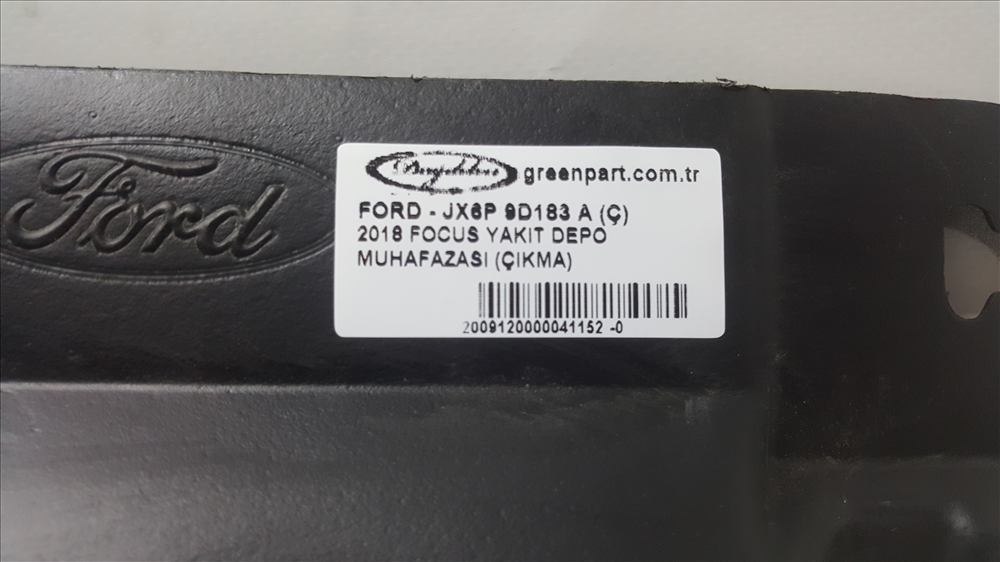 Ford
greenpart.com.tr
FORD - JX6P 9D183 A (Ç)
2018 FOCUS YAKIT DEPO
MUHAFAZASI (ÇIKMA)
2009120000041152 -0